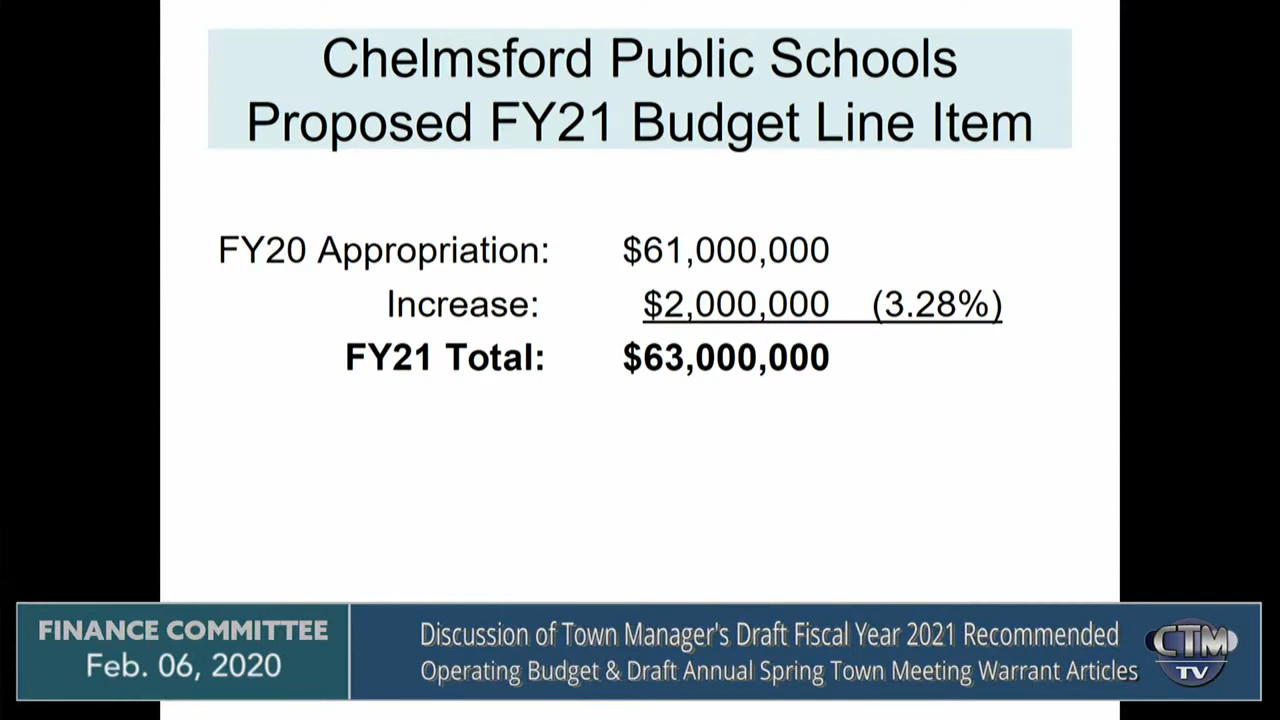 Chelmsford Public Schools
Proposed FY21 Budget Line Item
FY20 Appropriation: $61,000,000
Increase: $2,000,000 (3.28%)
FY21 Total: $63,000,000
FINANCE COMMITTEE
Feb. 06, 2020
Discussion of Town Manager's Draft Fiscal Year 2021 Recommended
Operating Budget & Draft Annual Spring Town Meeting Warrant Articles
CTM
TV